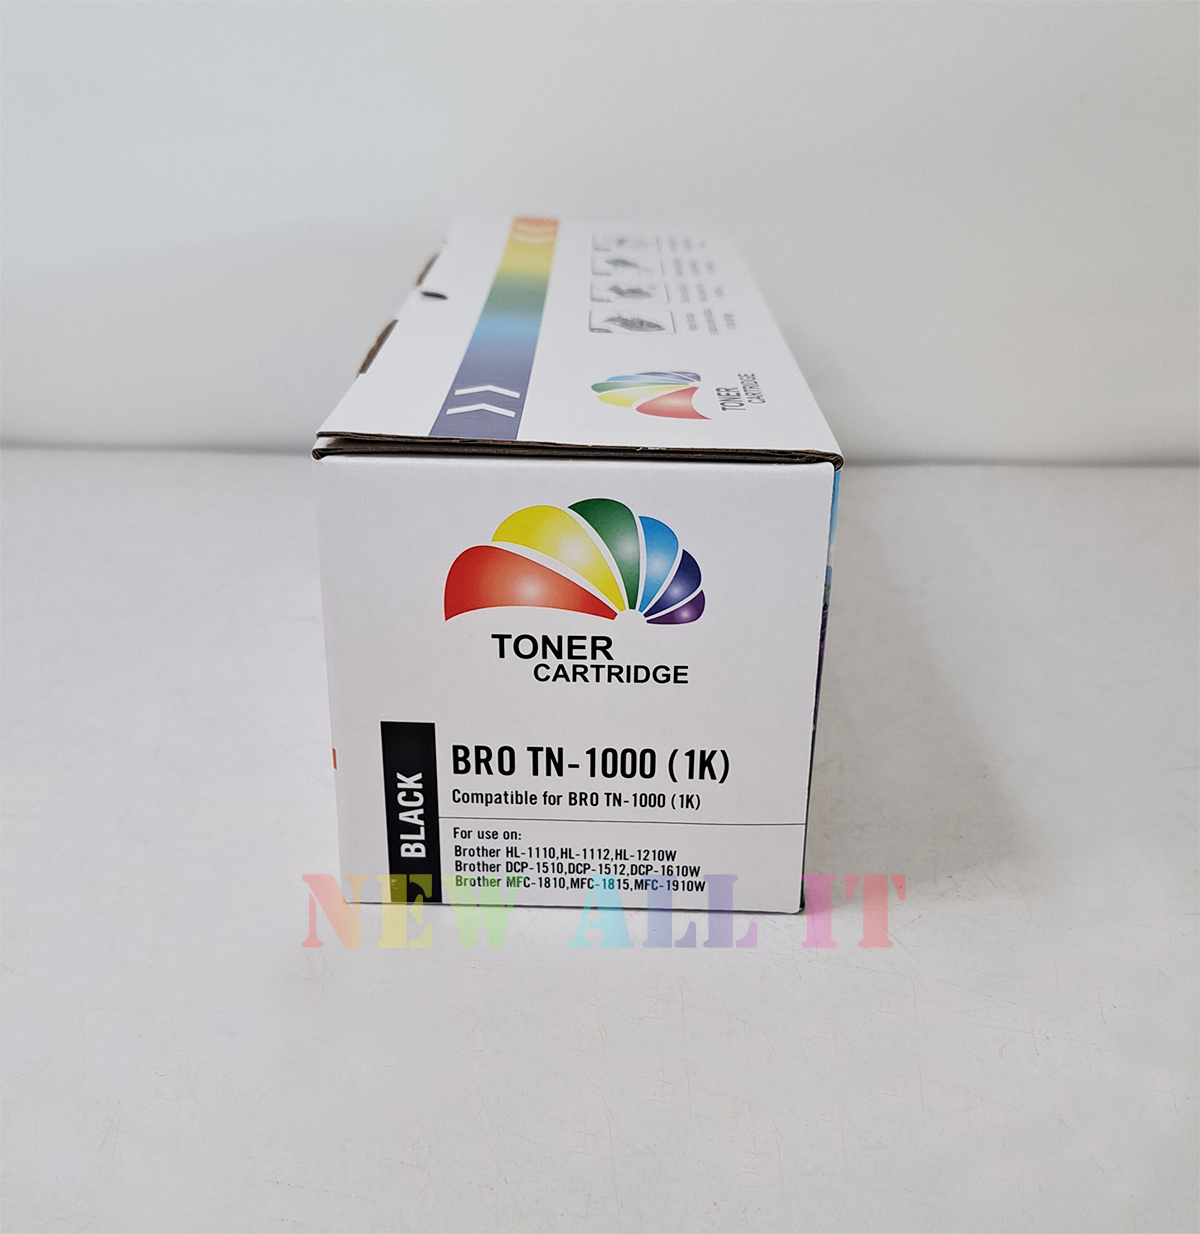 TONER
CARTRIDGE
TONER
CARTRIDGE
BLACK
BRO TN-1000 (1K)
Compatible for BRO TN-1000 (1K)
For use on:
Brother HL-1110,HL-1112,HL-1210W
Brother DCP-1510,DCP-1512,DCP-1610W
Brother MFC-1810,MFC-1815,MFC-1910W
NEW ALL IT